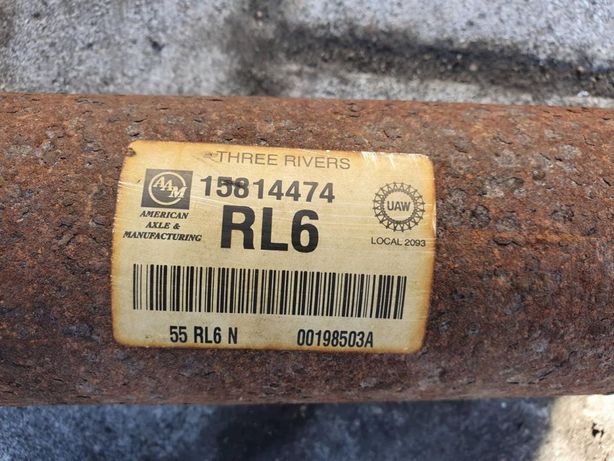 THREE RIVERS
AAM
15814474
AMERICAN
AXLE &
MANUFACTURING
RL6
UAW
LOCAL 2093
55 RL6 N 00198503A